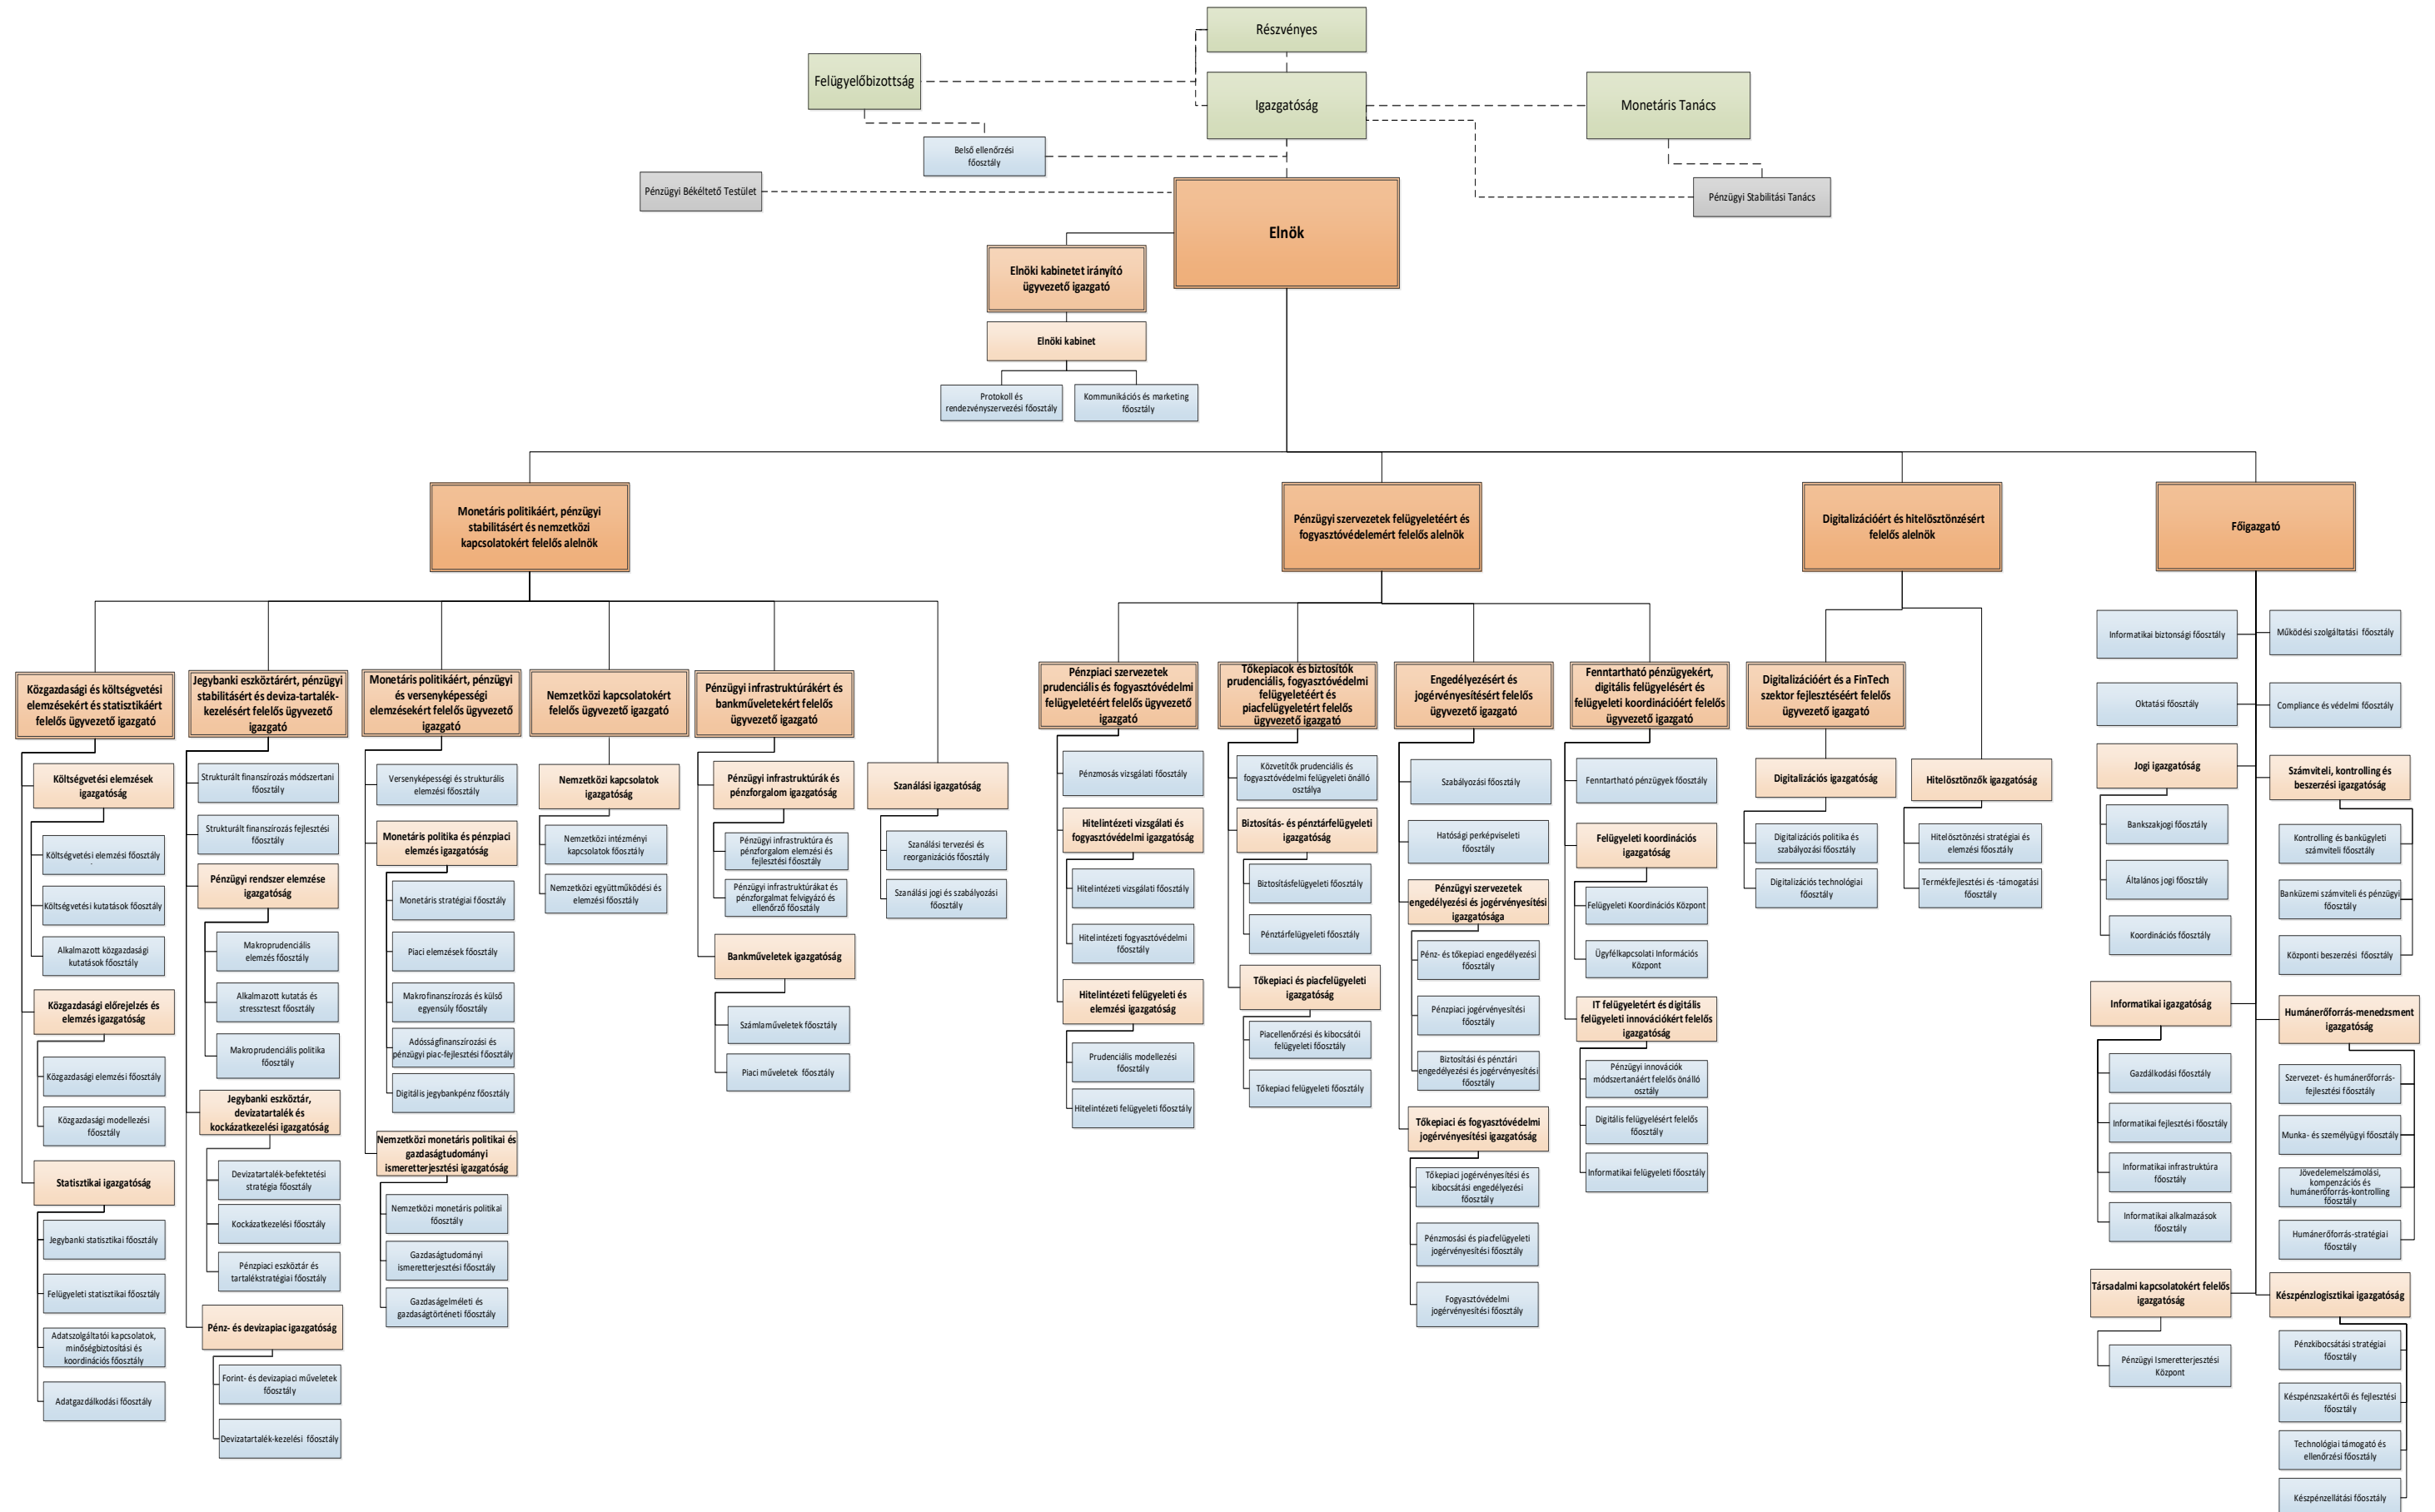 Részvényes
Felügyelőbizottság
Igazgatóság
Monetáris Tanács
Belső ellenőrzési
főosztály
Pénzügyi Békéltető Testület
Pénzügyi Stabilitási Tanács
Elnök
Elnöki kabinetet irányító
ügyvezető igazgató
Elnöki kabinet
Protokoll és
rendezvényszervezési főosztály
Kommunikációs és marketing
főosztály
Monetáris politikáért, pénzügyi
stabilitásért és nemzetközi
kapcsolatokért felelős alelnök
Pénzügyi szervezetek felügyeletéért és
fogyasztóvédelemért felelős alelnök
Digitalizációért és hitelösztönzésért
felelős alelnök
Főigazgató
Közgazdasági és költségvetési
elemzésekért és statisztikáért
felelős ügyvezető igazgató
Költségvetési elemzések
igazgatóság
Költségvetési elemzési főosztály
Költségvetési kutatások főosztály
Alkalmazott közgazdasági
kutatások főosztály
Közgazdasági előrejelzés és
elemzés igazgatóság
Közgazdasági elemzési főosztály
Közgazdasági modellezési
főosztály
Statisztikai igazgatóság
Jegybanki statisztikai főosztály
Felügyeleti statisztikai főosztály
Adatszolgáltatói kapcsolatok,
minőségbiztosítási és
koordinációs főosztály
Adatgazdálkodási főosztály
Jegybanki eszköztárért, pénzügyi
stabilitásért és deviza-tartalék-
kezelésért felelős ügyvezető
igazgató
Strukturált finanszírozás módszertani
főosztály
Strukturált finanszírozás fejlesztési
főosztály
Pénzügyi rendszer elemzése
igazgatóság
Makroprudenciális
elemzés főosztály
Alkalmazott kutatás és
stresszteszt főosztály
Makroprudenciális politika
főosztály
Jegybanki eszköztár,
devizatartalék és
kockázatkezelési igazgatóság
Devizatartalék-befektetési
stratégia főosztály
Kockázatkezelési főosztály
Pénzpiaci eszköztár és
tartalékstratégiai főosztály
Pénz- és devizapiac igazgatóság
Forint- és devizapiaci műveletek
főosztály
Devizatartalék-kezelési főosztály
Monetáris politikáért, pénzügyi
és versenyképességi
elemzésekért felelős ügyvezető
igazgató
Versenyképességi és strukturális
elemzési főosztály
Monetáris politika és pénzpiaci
elemzés igazgatóság
Monetáris stratégiai főosztály
Piaci elemzések főosztály
Makrofinanszírozás és külső
egyensúly főosztály
Adósságfinanszírozási és
pénzügyi piac-fejlesztési főosztály
Digitális jegybankpénz főosztály
Nemzetközi monetáris politikai és
gazdaságtudományi
ismeretterjesztési igazgatóság
Nemzetközi monetáris politikai
főosztály
Gazdaságtudományi
ismeretterjesztési főosztály
Gazdaságelméleti és
gazdaságtörténeti főosztály
Nemzetközi kapcsolatokért
felelős ügyvezető igazgató
Nemzetközi kapcsolatok
igazgatóság
Nemzetközi intézményi
kapcsolatok főosztály
Nemzetközi együttműködési és
elemzési főosztály
Pénzügyi infrastruktúrákért és
bankműveletekért felelős
ügyvezető igazgató
Pénzügyi infrastruktúrák és
pénzforgalom igazgatóság
Pénzügyi infrastruktúra és
pénzforgalom elemzési és
fejlesztési főosztály
Pénzügyi infrastruktúrákat és
pénzforgalmat felvigyázó és
ellenőrző főosztály
Bankműveletek igazgatóság
Számlaműveletek főosztály
Piaci műveletek főosztály
Szanálási igazgatóság
Szanálási tervezési és
reorganizációs főosztály
Szanálási jogi és szabályozási
főosztály
Pénzpiaci szervezetek
prudenciális és fogyasztóvédelmi
felügyeletéért felelős ügyvezető
igazgató
Pénzmosás vizsgálati főosztály
Hitelintézeti vizsgálati és
fogyasztóvédelmi igazgatóság
Hitelintézeti vizsgálati főosztály
Hitelintézeti fogyasztóvédelmi
főosztály
Hitelintézeti felügyeleti és
elemzési igazgatóság
Prudenciális modellezési
főosztály
Hitelintézeti felügyeleti főosztály
Tőkepiacok és biztosítók
prudenciális, fogyasztóvédelmi
felügyeletéért és
piacfelügyeletért felelős
ügyvezető igazgató
Közvetítők prudenciális és
fogyasztóvédelmi felügyeleti önálló
osztálya
Biztosítás- és pénztárfelügyeleti
igazgatóság
Biztosításfelügyeleti főosztály
Pénztárfelügyeleti főosztály
Tőkepiaci és piacfelügyeleti
igazgatóság
Piacellenőrzési és kibocsátói
felügyeleti főosztály
Tőkepiaci felügyeleti főosztály
Engedélyezésért és
jogérvényesítésért felelős
ügyvezető igazgató
Szabályozási főosztály
Hatósági perképviseleti
főosztály
Pénzügyi szervezetek
engedélyezési és jogérvényesítési
igazgatósága
Pénz- és tőkepiaci engedélyezési
főosztály
Pénzpiaci jogérvényesítési
főosztály
Biztosítási és pénztári
engedélyezési és jogérvényesítési
főosztály
Tőkepiaci és fogyasztóvédelmi
jogérvényesítési igazgatóság
Tőkepiaci jogérvényesítési és
kibocsátási engedélyezési
főosztály
Pénzmosási és piacfelügyeleti
jogérvényesítési főosztály
Fogyasztóvédelmi
jogérvényesítési főosztály
Fenntartható pénzügyekért,
digitális felügyelésért és
felügyeleti koordinációért felelős
ügyvezető igazgató
Fenntartható pénzügyek főosztály
Felügyeleti koordinációs
igazgatóság
Felügyeleti Koordinációs Központ
Ügyfélkapcsolati Információs
Központ
IT felügyeletért és digitális
felügyeleti innovációkért felelős
igazgatóság
Pénzügyi innovációk
módszertanáért felelős önálló
osztály
Digitális felügyelésért felelős
főosztály
Informatikai felügyeleti főosztály
Digitalizációért és a FinTech
szektor fejlesztéséért felelős
ügyvezető igazgató
Digitalizációs igazgatóság
Digitalizációs politika és
szabályozási főosztály
Digitalizációs technológiai
főosztály
Hitelösztönzők igazgatóság
Hitelösztönzési stratégiai és
elemzési főosztály
Termékfejlesztési és -támogatási
főosztály
Informatikai biztonsági főosztály
Oktatási főosztály
Jogi igazgatóság
Bankszakjogi főosztály
Általános jogi főosztály
Koordinációs főosztály
Informatikai igazgatóság
Gazdálkodási főosztály
Informatikai fejlesztési főosztály
Informatikai infrastruktúra
főosztály
Informatikai alkalmazások
főosztály
Társadalmi kapcsolatokért felelős
igazgatóság
Pénzügyi Ismeretterjesztési
Központ
Működési szolgáltatási főosztály
Compliance és védelmi főosztály
Számviteli, kontrolling és
beszerzési igazgatóság
Kontrolling és bankügyleti
számviteli főosztály
Banküzemi számviteli és pénzügyi
főosztály
Központi beszerzési főosztály
Humánerőforrás-menedzsment
igazgatóság
Szervezet- és humánerőforrás-
fejlesztési főosztály
Munka- és személyügyi főosztály
Jövedelemelszámolási,
kompenzációs és
humánerőforrás-kontrolling
főosztály
Humánerőforrás-stratégiai
főosztály
Készpénzlogisztikai igazgatóság
Pénzkibocsátási stratégiai
főosztály
Készpénzszakértői és fejlesztési
főosztály
Technológiai támogató és
ellenőrzési főosztály
Készpénzellátási főosztály